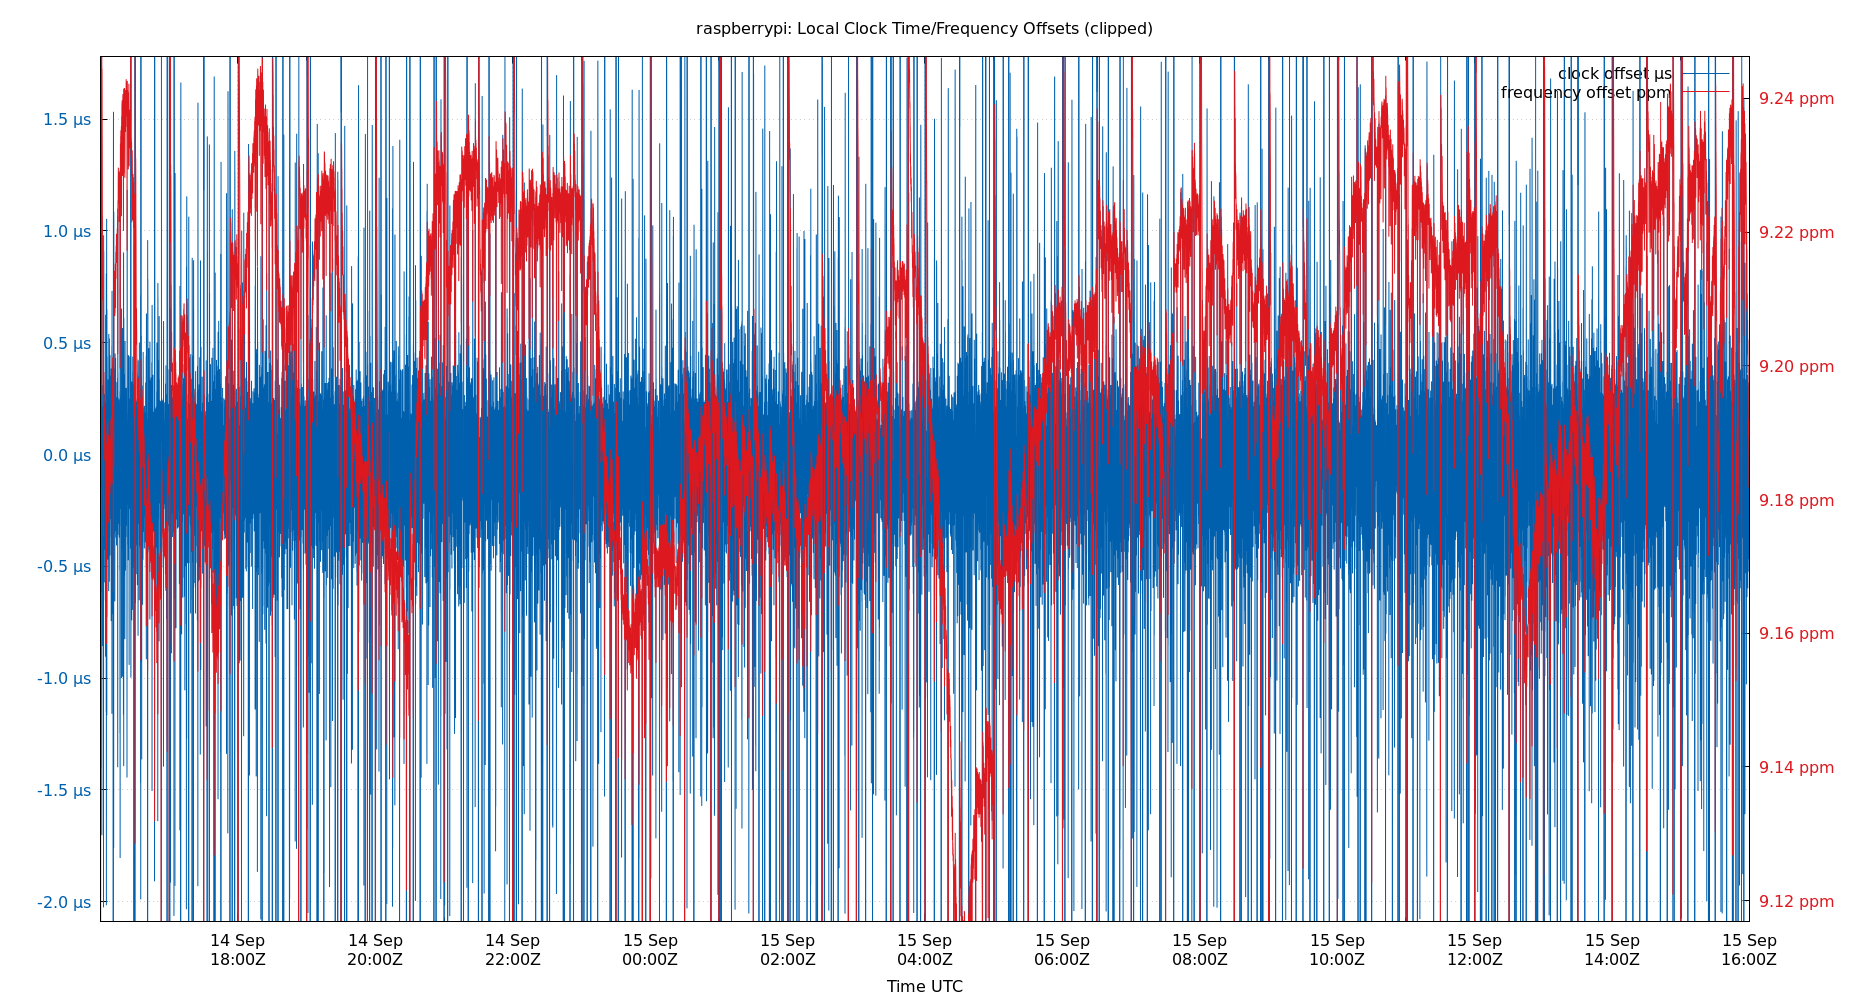 raspberrypi: Local Clock Time/Frequency Offsets (clipped)
clock offset µs
frequency offset ppm
1.5 µs
1.0 µs
0.5 µs
0.0 µs
-0.5 µs
-1.0 µs
-1.5 µs
-2.0 µs
9.24 ppm
9.22 ppm
9.20 ppm
9.18 ppm
9.16 ppm
9.14 ppm
9.12 ppm
14 Sep
18:00Z
14 Sep
20:00Z
14 Sep
22:00Z
15 Sep
00:00Z
15 Sep
02:00Z
15 Sep
04:00Z
15 Sep
06:00Z
15 Sep
08:00Z
15 Sep
10:00Z
15 Sep
12:00Z
15 Sep
14:00Z
15 Sep
16:00Z
Time UTC